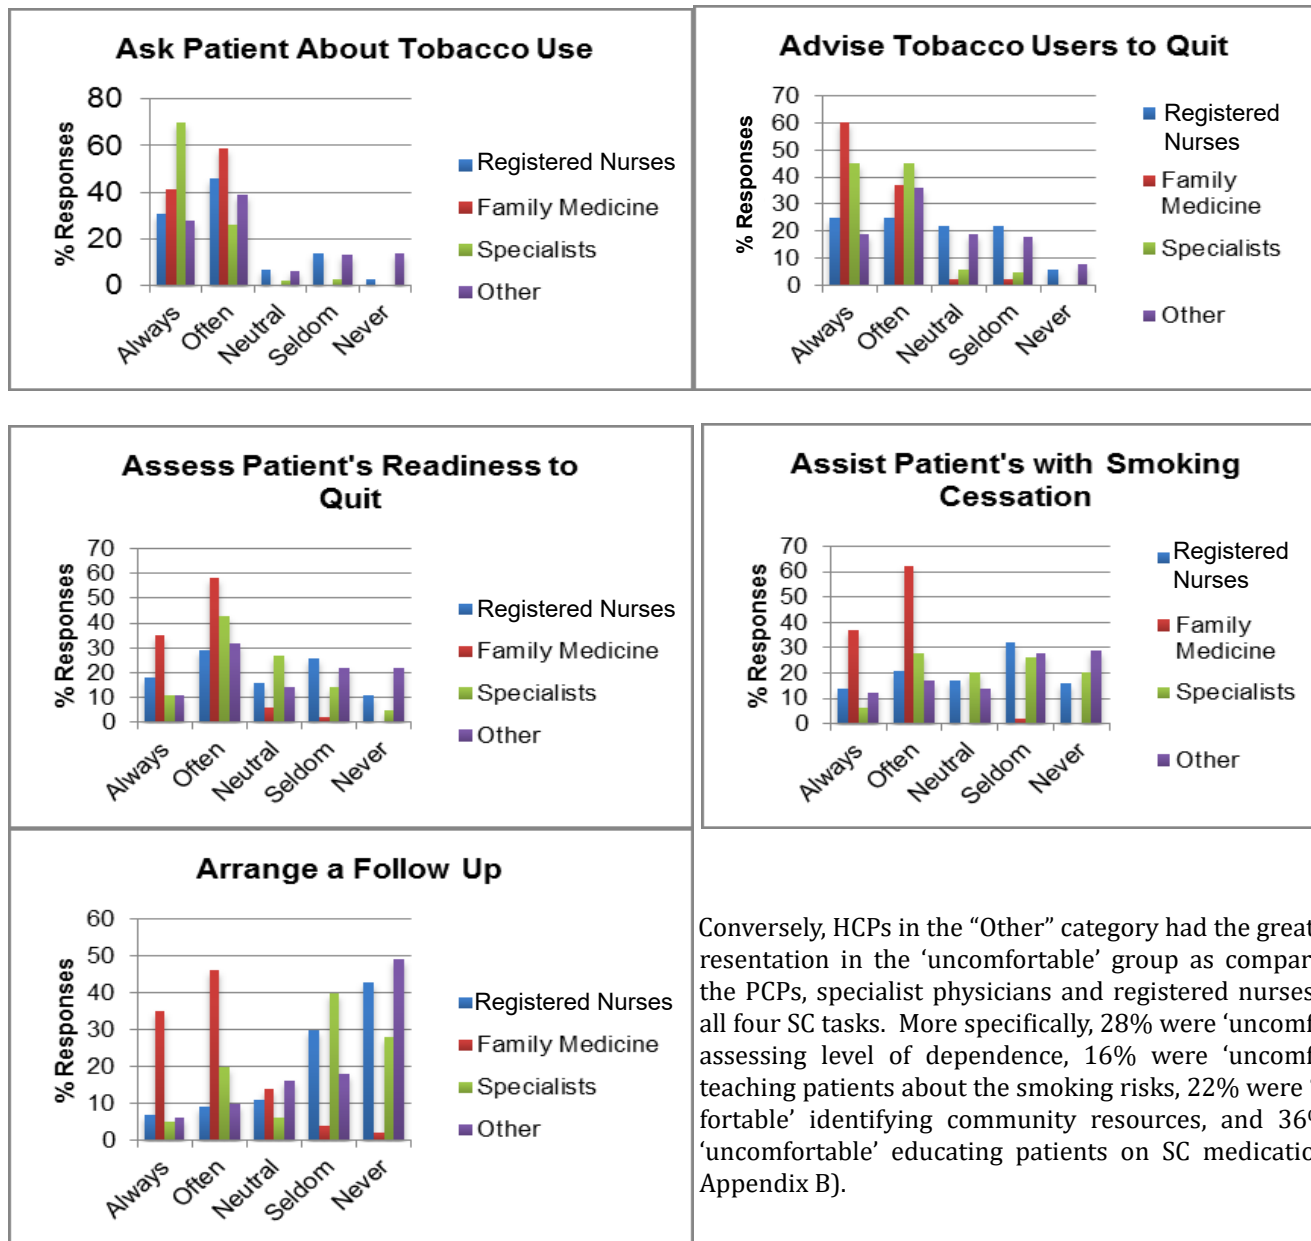 Ask Patient About Tobacco Use
% Responses
80
60
40
20
0
Always
Often
Neutral
Seldom
Never
Registered Nurses
Family Medicine
Specialists
Other
Advise Tobacco Users to Quit
% Responses
70
60
50
40
30
20
10
0
Always
Often
Neutral
Seldom
Never
Registered
Nurses
Family
Medicine
Specialists
Other
Assess Patient's Readiness to
Quit
% Responses
70
60
50
40
30
20
10
0
Always
Often
Neutral
Seldom
Never
Registered Nurses
Family Medicine
Specialists
Other
Assist Patient's with Smoking
Cessation
% Responses
70
60
50
40
30
20
10
0
Always
Often
Neutral
Seldom
Never
Registered
Nurses
Family
Medicine
Specialists
Other
Arrange a Follow Up
% Responses
60
50
40
30
20
10
0
Always
Often
Neutral
Seldom
Never
Registered Nurses
Family Medicine
Specialists
Other
Conversely, HCPs in the “Other” category had the great
resentation in the ‘uncomfortable’ group as compar
the PCPs, specialist physicians and registered nurses
all four SC tasks. More specifically, 28% were ‘uncomf
assessing level of dependence, 16% were ‘uncomf
teaching patients about the smoking risks, 22% were ‘
fortable’ identifying community resources, and 36%
‘uncomfortable’ educating patients on SC medicatio
Appendix B).